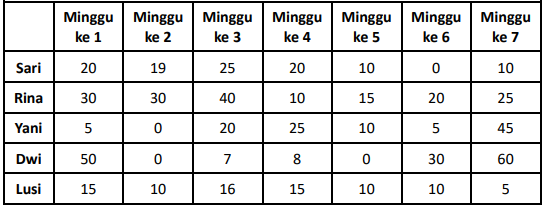 Minggu ke 1 Minggu ke 2 Minggu ke 3 Minggu ke 4 Minggu ke 5 Minggu ke 6 Minggu ke 7
Sari 20 19 25 20 10 0 10
Rina 30 30 40 10 15 20 25
Yani 5 0 20 25 10 5 45
Dwi 50 0 7 8 0 30 60
Lusi 15 10 16 15 10 10 5